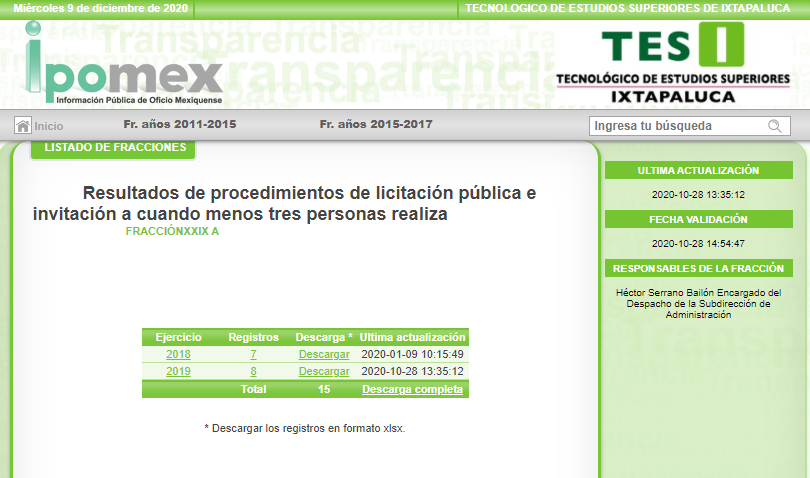 Miércoles 9 de diciembre de 2020
TECNOLOGICO DE ESTUDIOS SUPERIORES DE IXTAPALUCA
Transparencia
ipomex
Información Pública de Oficio Mexiquense
TES I
TECNOLÓGICO DE ESTUDIOS SUPERIORES
IXTAPALUCA
Inicio
Fr. años 2011-2015
Fr. años 2015-2017
Ingresa tu búsqueda
LISTADO DE FRACCIONES
Resultados de procedimientos de licitación pública e
invitación a cuando menos tres personas realiza
FRACCIÓNXXIX A
Ejercicio Registros Descarga * Ultima actualización
2018 7 Descargar 2020-01-09 10:15:49
2019 8 Descargar 2020-10-28 13:35:12
Total 15 Descarga completa
* Descargar los registros en formato xlsx.
ULTIMA ACTUALIZACIÓN
2020-10-28 13:35:12
FECHA VALIDACIÓN
2020-10-28 14:54:47
RESPONSABLES DE LA FRACCIÓN
Héctor Serrano Bailón Encargado del
Despacho de la Subdirección de
Administración